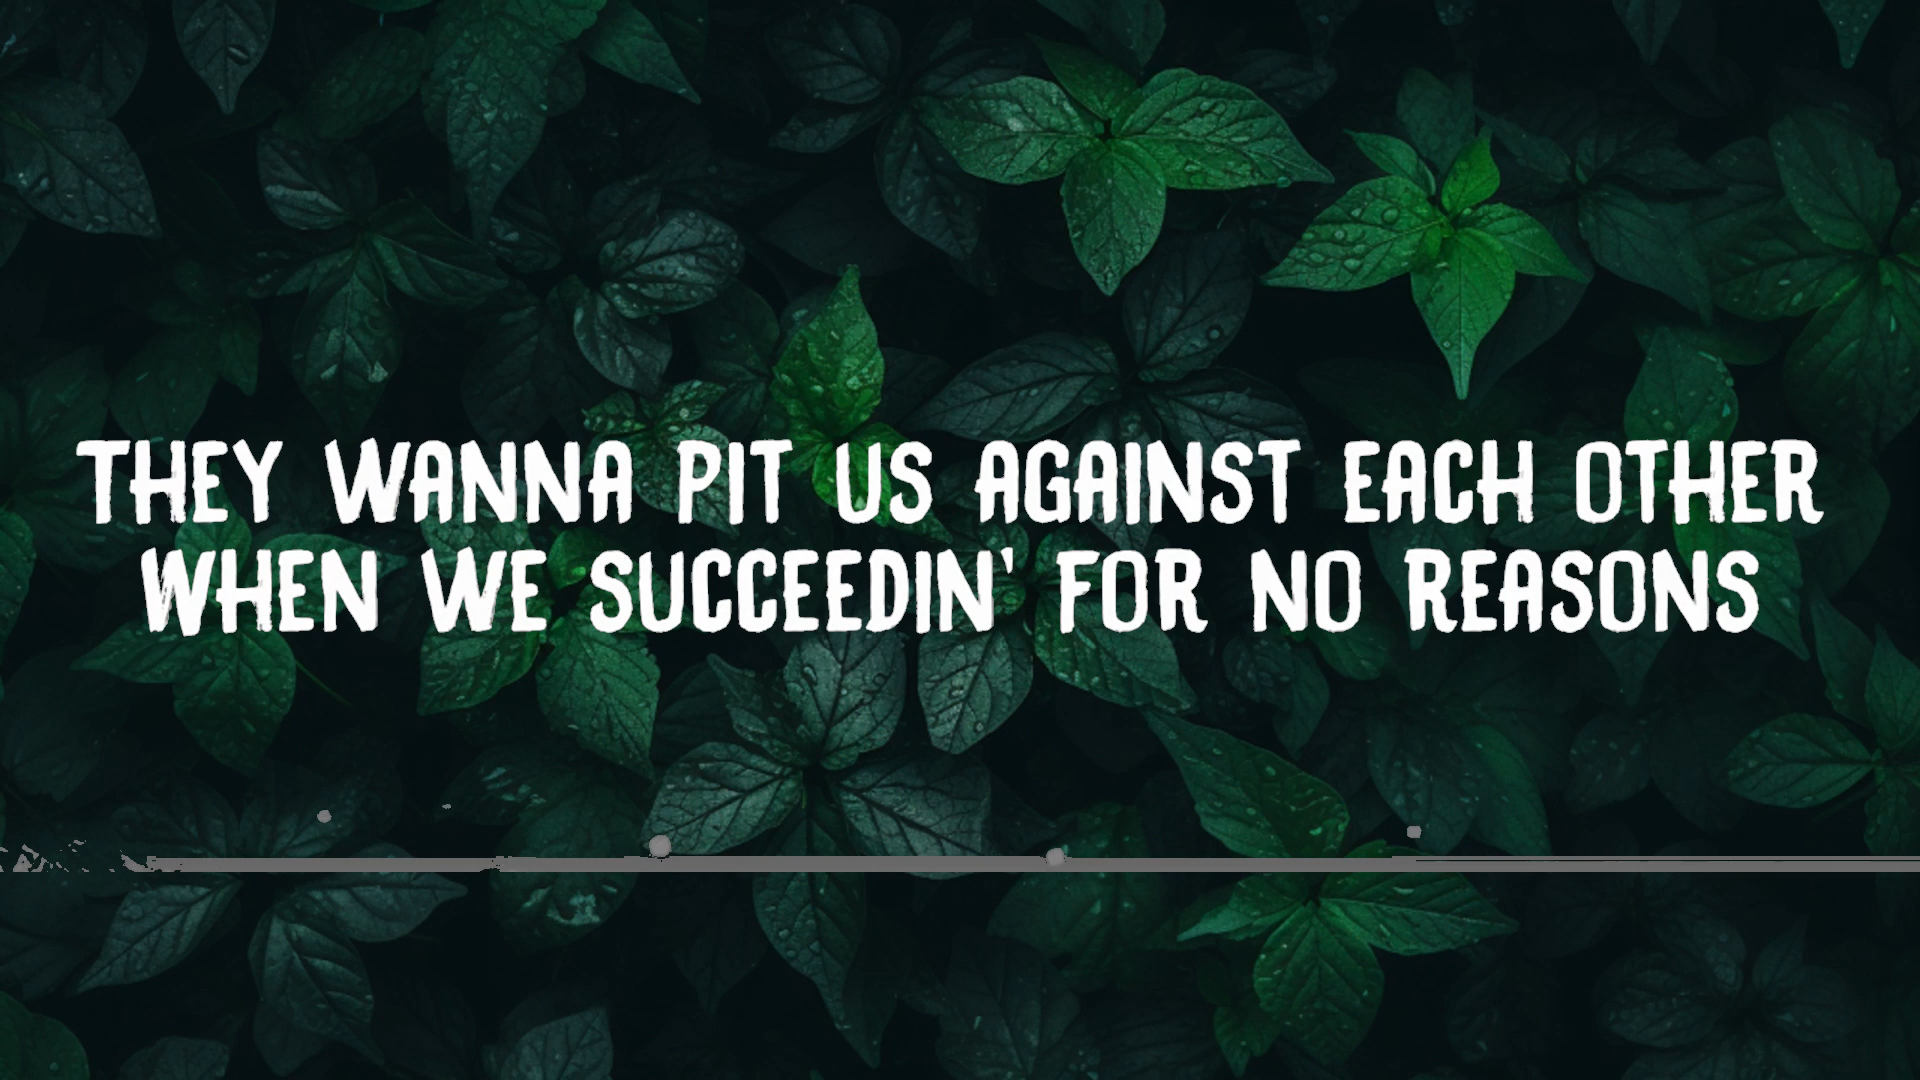 THEY WANNA PIT US AGAINST EACH OTHER
WHEN WE SUCCEEDIN' FOR NO REASONS